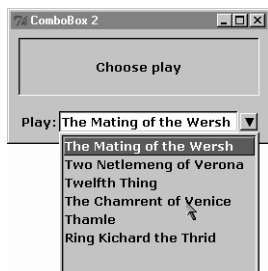 ComboBox 2
Choose play
Play: The Mating of the Wersh
The Mating of the Wersh
Two Netlemeng of Verona
Twelfth Thing
The Chamrent of Venice
Thamle
Ring Kichard the Thrid